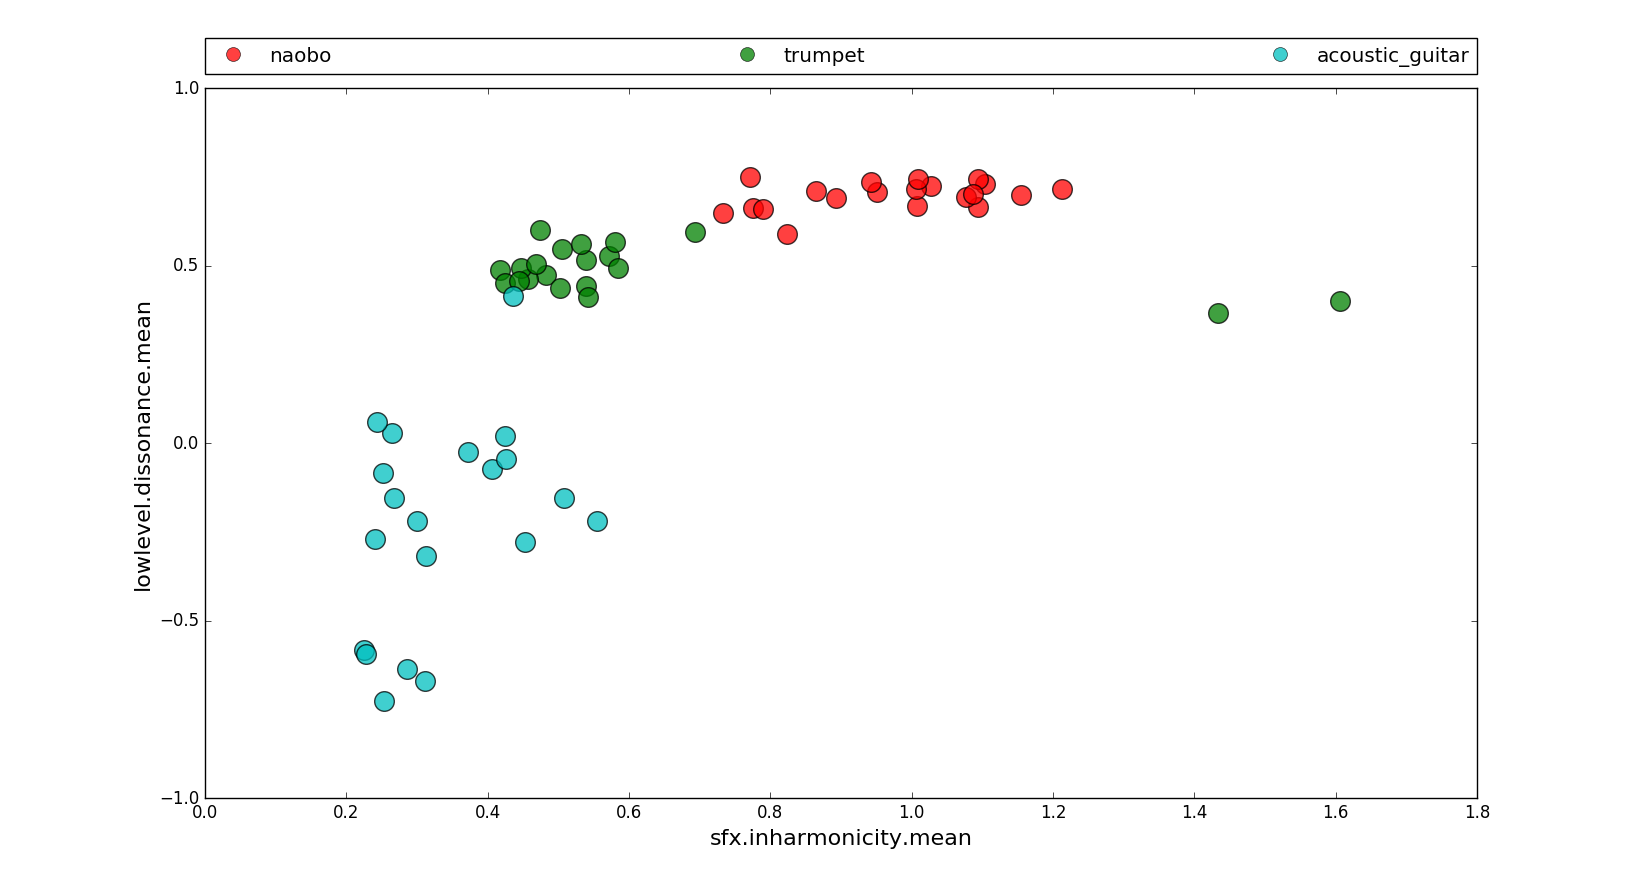 naobo trumpet acoustic_guitar
1.0
0.5
0.0
−0.5
−1.0
lowlevel.dissonance.mean
0.0 0.2 0.4 0.6 0.8 1.0 1.2 1.4 1.6 1.8
sfx.inharmonicity.mean